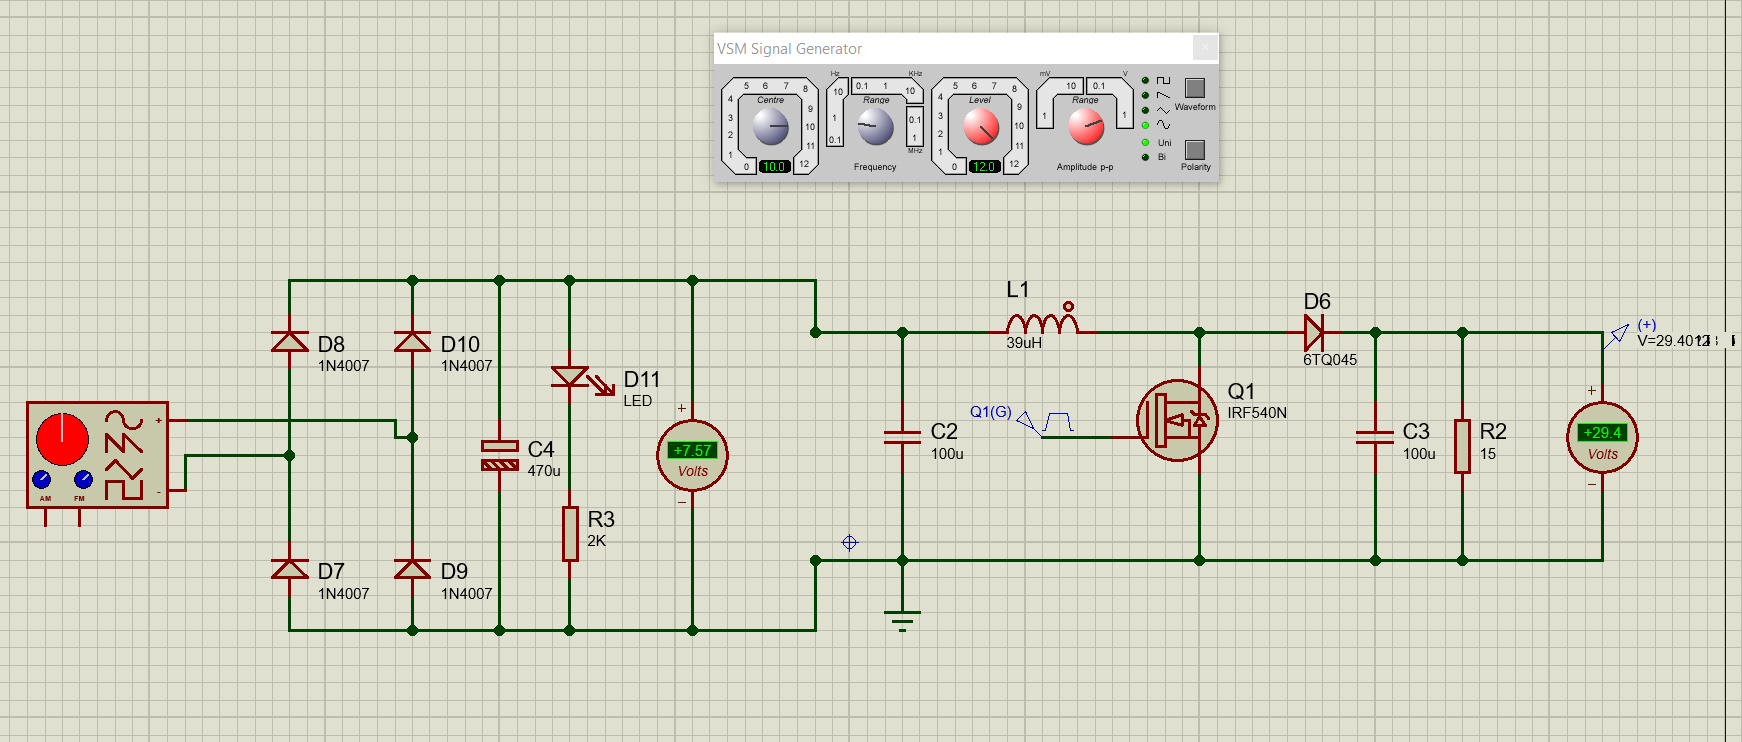 VSM Signal Generator
Hz
KHz
mV
V
5 6 7
0.1 1
5 6 7
10 0.1
4
8
10
10
4
8
Centre
Range
Level
Range
3
9
3
9
Waveform
2
10
1
0.1
2
10
1
1
1
11
0.1
1
1
11
Uni
MHz
0
10.0
12
Frequency
0
12.0
12
Amplitude p-p
Bi
Polarity
L1
39uH
D6
6TQ045
(+)
V=29.401
D8
1N4007
D10
1N4007
D11
LED
+
+7.57
Volts
−
C4
470u
R3
2K
+
-
AM
FM
D7
1N4007
D9
1N4007
C2
100u
Q1(G)
Q1
IRF540N
C3
100u
R2
15
+
+29.4
Volts
−